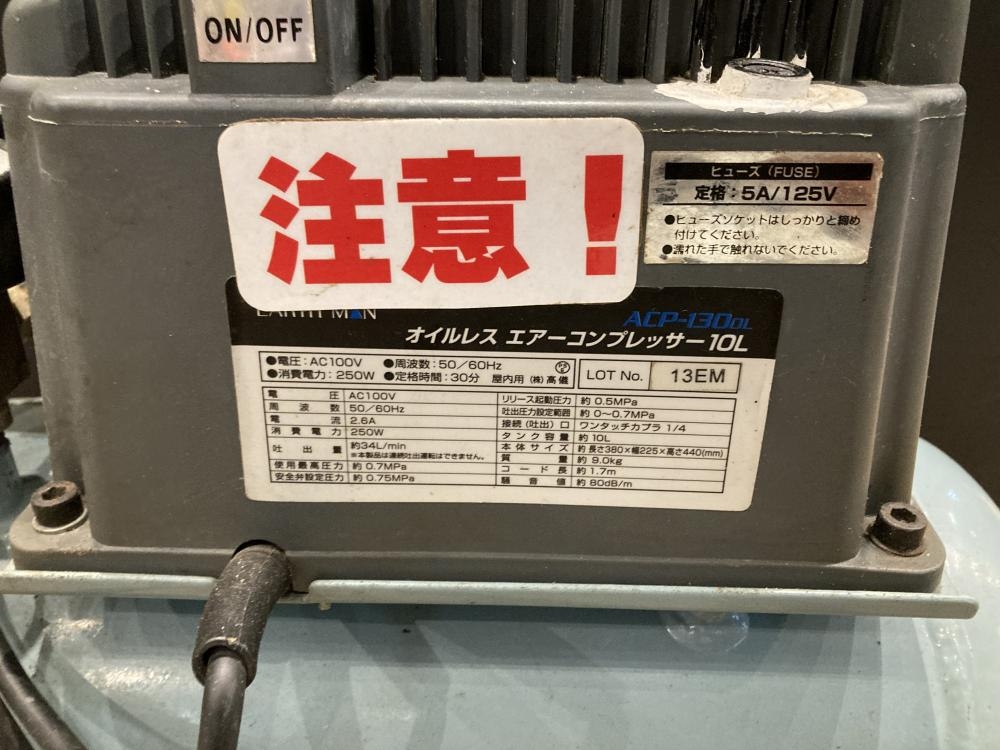 ON/OFF
注意！
ヒューズ（FUSE）
定格：5A/125V
●ヒューズソケットはしっかりと締め
付けてください。
●濡れた手で触れないでください。
EARTH MAN
ACP-130OL
オイルレス エアーコンプレッサー10L
●電圧：AC100V ●周波数：50／60Hz
●消費電力：250W ●定格時間：30分 屋内用 (株)高儀
LOT No. 13EM
電圧 AC100V
周波数 50／60Hz
電流 2.6A
消費電力 250W
吐出量 約34L/min
※本製品は連続吐出運転はできません。
使用最高圧力 約0.7MPa
安全弁設定圧力 約0.75MPa
リリース起動圧力 約0.5MPa
吐出圧力設定範囲 約0〜0.7MPa
接続（吐出）口 ワンタッチカプラ 1/4
タンク容量 約10L
本体サイズ 約長さ380×幅225×高さ440(mm)
質量 約9.0kg
コード長 約1.7m
騒音値 約80dB/m